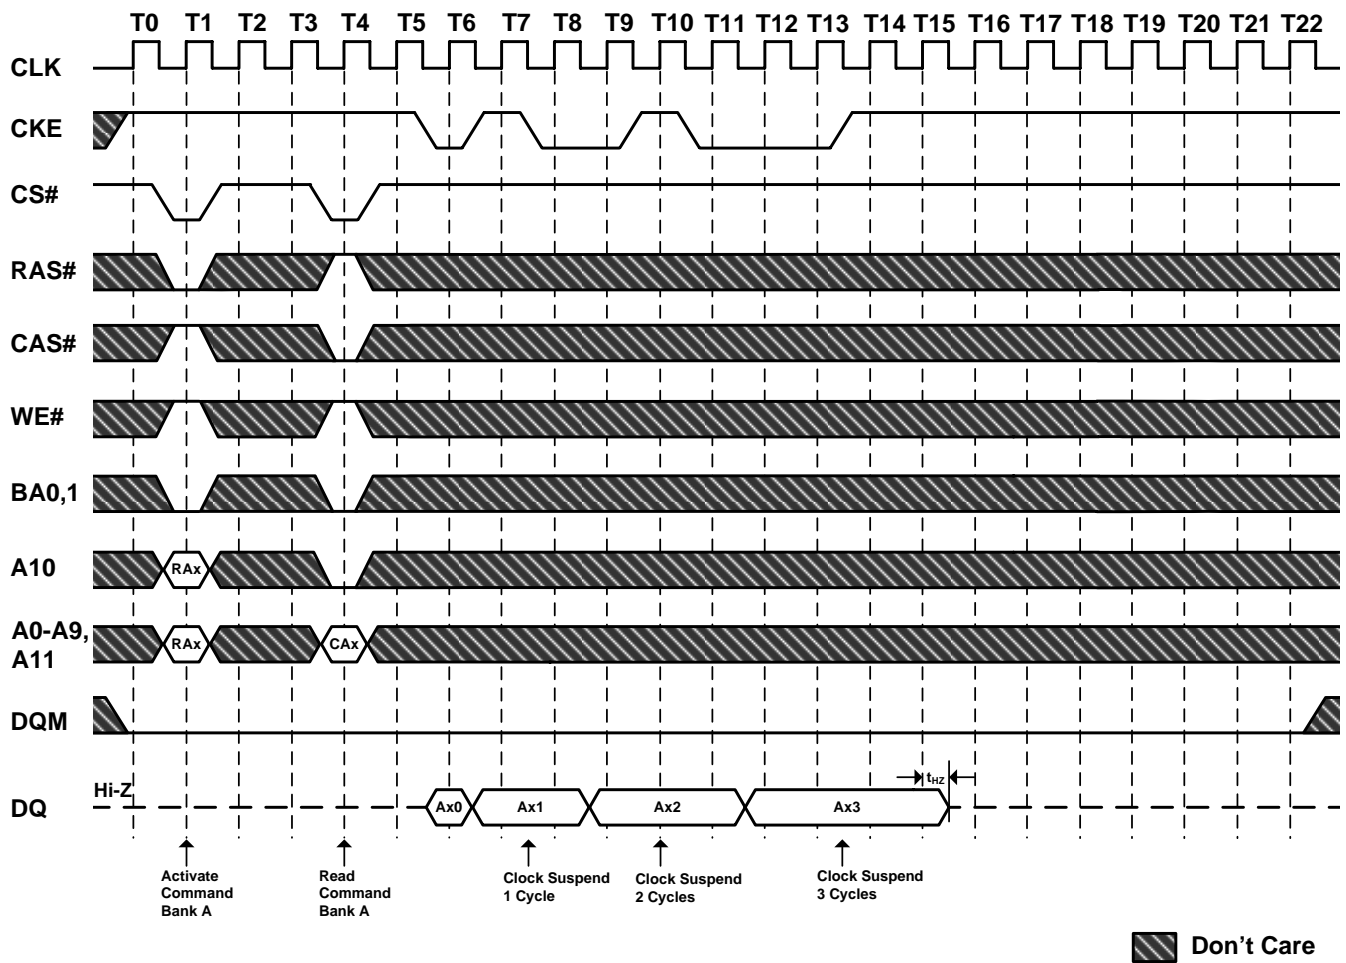 T0 T1 T2 T3 T4 T5 T6 T7 T8 T9 T10 T11 T12 T13 T14 T15 T16 T17 T18 T19 T20 T21 T22
CLK
CKE
CS#
RAS#
CAS#
WE#
BA0,1
A10
RAx
A0-A9,
A11
RAx
CAx
DQM
tHZ
Hi-Z
DQ
Ax0
Ax1
Ax2
Ax3
Activate
Command
Bank A
Read
Command
Bank A
Clock Suspend
1 Cycle
Clock Suspend
2 Cycles
Clock Suspend
3 Cycles
Don't Care